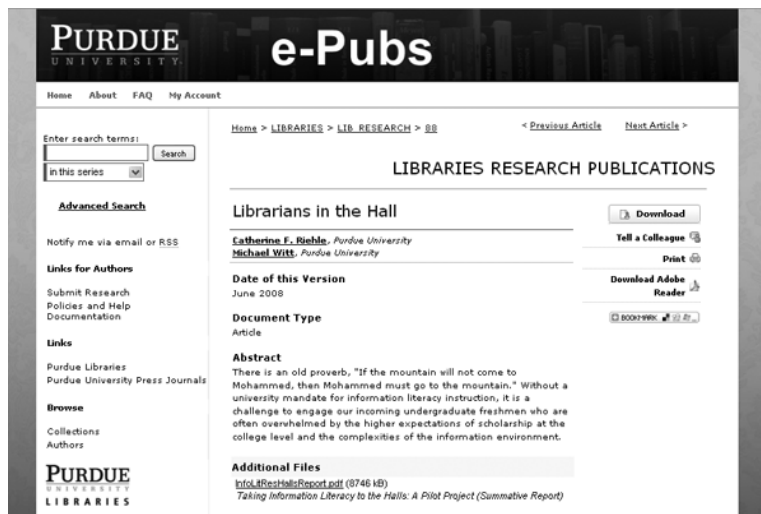 PURDUE
UNIVERSITY
e-Pubs
Home About FAQ My Account
Enter search terms:
Search
in this series
Advanced Search
Notify me via email or RSS
Links for Authors
Submit Research
Policies and Help
Documentation
Links
Purdue Libraries
Purdue University Press Journals
Browse
Collections
Authors
PURDUE
UNIVERSITY
LIBRARIES
Home > LIBRARIES > LIB_RESEARCH > 88
< Previous Article Next Article >
LIBRARIES RESEARCH PUBLICATIONS
Librarians in the Hall
Catherine F. Riehle, Purdue University
Michael Witt, Purdue University
Date of this Version
June 2008
Document Type
Article
Abstract
There is an old proverb, "If the mountain will not come to
Mohammed, then Mohammed must go to the mountain." Without a
university mandate for information literacy instruction, it is a
challenge to engage our incoming undergraduate freshmen who are
often overwhelmed by the higher expectations of scholarship at the
college level and the complexities of the information environment.
Additional Files
InfoLitResHallsReport.pdf (8746 kB)
Taking Information Literacy to the Halls: A Pilot Project (Summative Report)
Download
Tell a Colleague
Print
Download Adobe
Reader
BOOKMARK